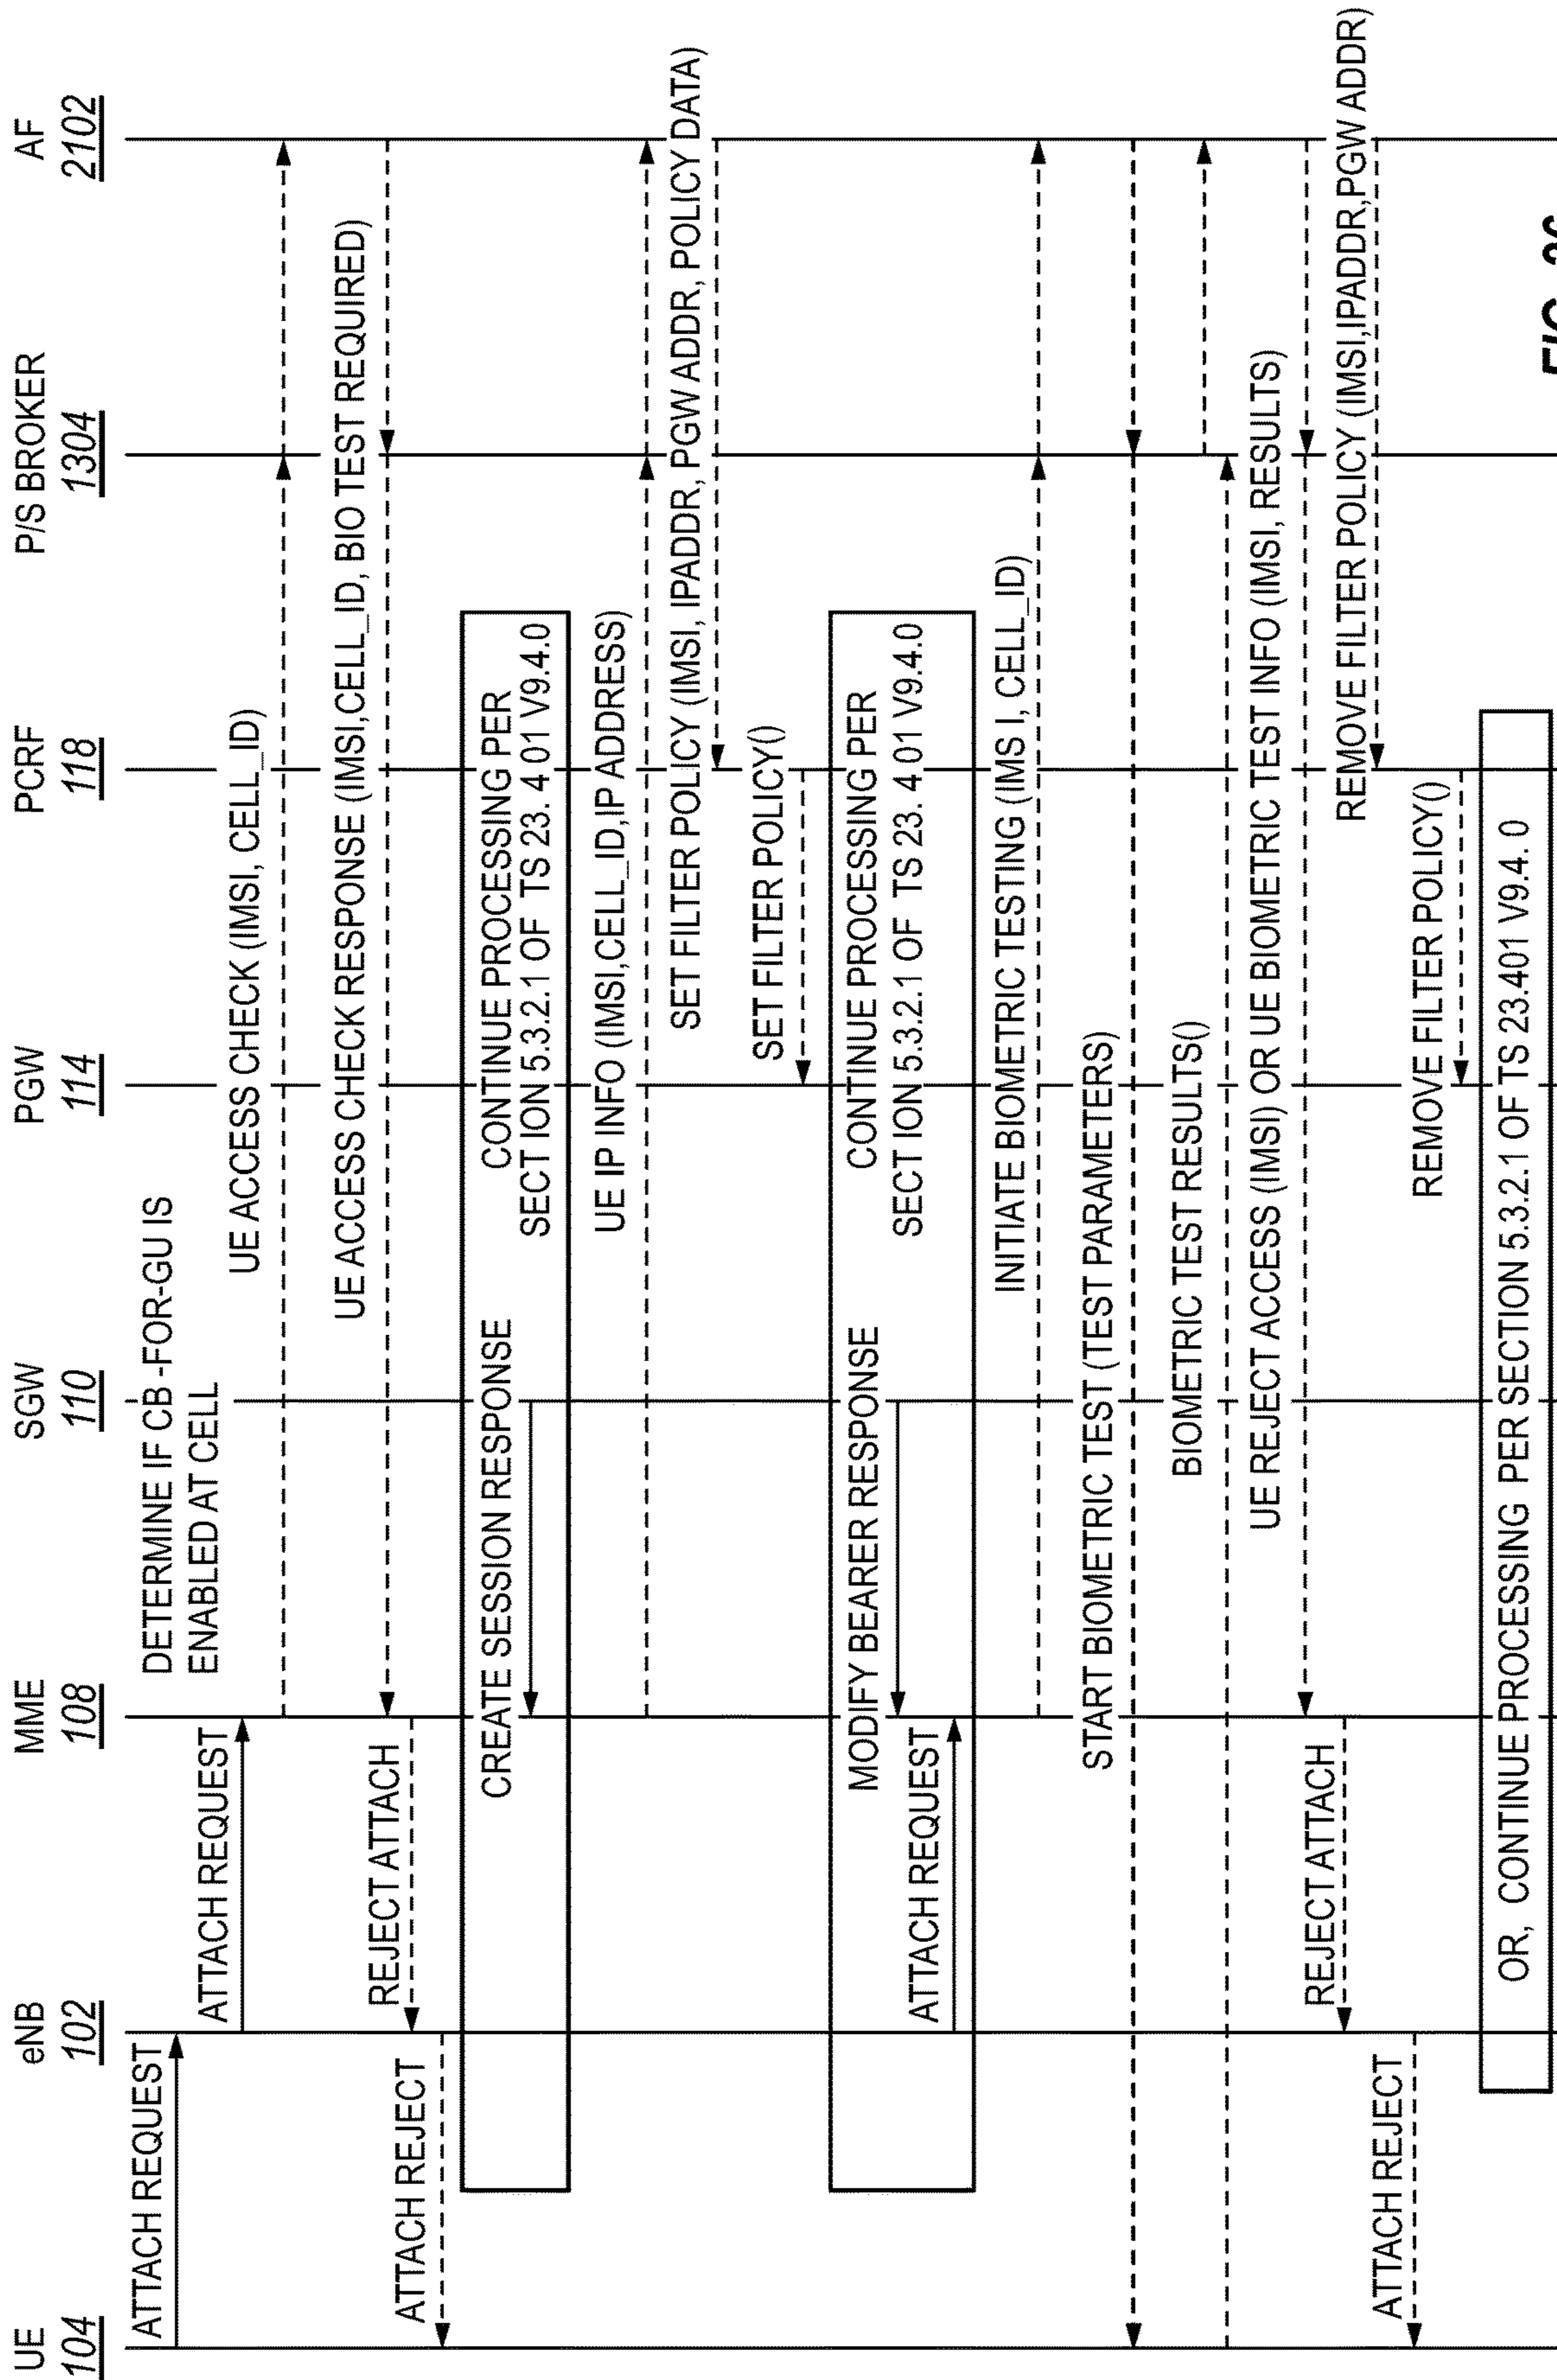 UE
104
eNB
102
MME
108
SGW
110
PGW
114
PCRF
118
P/S BROKER
1304
AF
2102
ATTACH REQUEST
ATTACH REQUEST
DETERMINE IF CB -FOR-GU IS
ENABLED AT CELL
UE ACCESS CHECK (IMSI, CELL_ID)
UE ACCESS CHECK RESPONSE (IMSI,CELL_ID, BIO TEST REQUIRED)
REJECT ATTACH
ATTACH REJECT
CREATE SESSION RESPONSE
CONTINUE PROCESSING PER
SECT ION 5.3.2.1 OF TS 23. 4 01 V9.4.0
UE IP INFO (IMSI,CELL_ID,IP ADDRESS)
SET FILTER POLICY (IMSI, IPADDR, PGW ADDR, POLICY DATA)
SET FILTER POLICY()
MODIFY BEARER RESPONSE
CONTINUE PROCESSING PER
SECT ION 5.3.2.1 OF TS 23. 4 01 V9.4.0
ATTACH REQUEST
INITIATE BIOMETRIC TESTING (IMS I, CELL_ID)
START BIOMETRIC TEST (TEST PARAMETERS)
BIOMETRIC TEST RESULTS()
UE REJECT ACCESS (IMSI) OR UE BIOMETRIC TEST INFO (IMSI, RESULTS)
REJECT ATTACH
REMOVE FILTER POLICY (IMSI,IPADDR,PGW ADDR)
ATTACH REJECT
REMOVE FILTER POLICY()
OR, CONTINUE PROCESSING PER SECTION 5.3.2.1 OF TS 23.401 V9.4. 0
FIG.